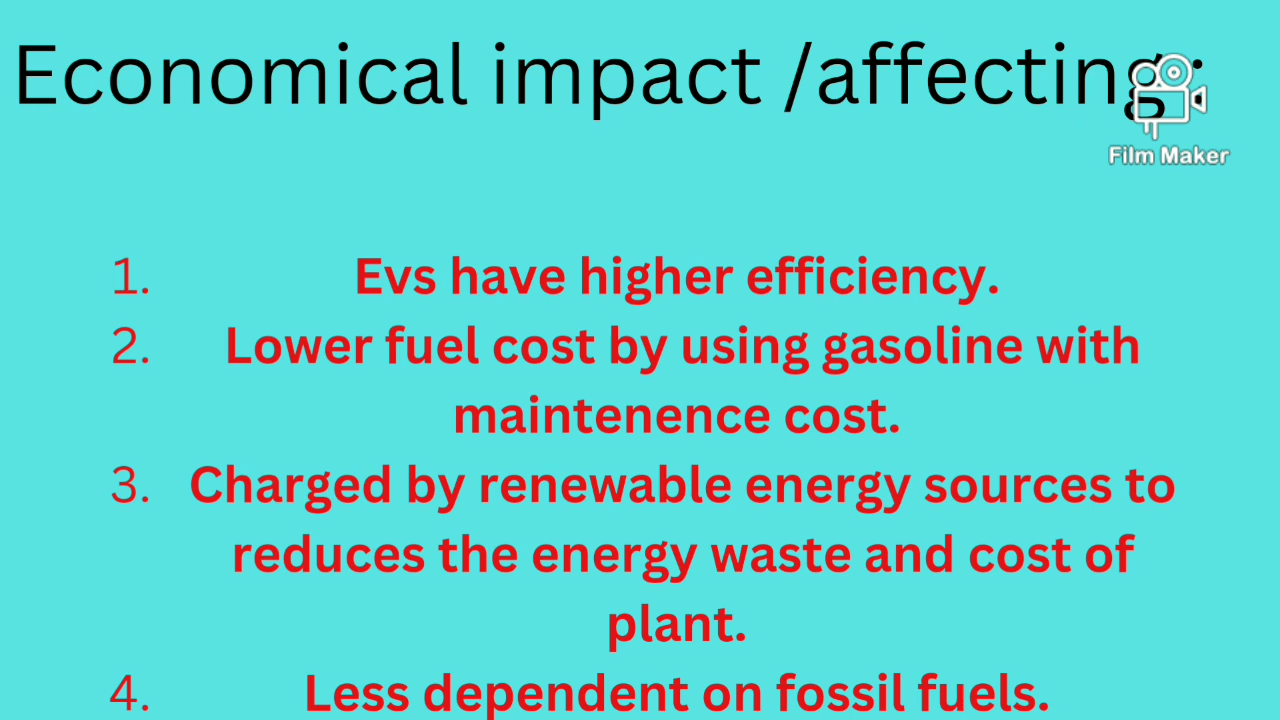 Economical impact /affecting:
Film Maker
1. Evs have higher efficiency.
2. Lower fuel cost by using gasoline with
maintenence cost.
3. Charged by renewable energy sources to
reduces the energy waste and cost of
plant.
4. Less dependent on fossil fuels.